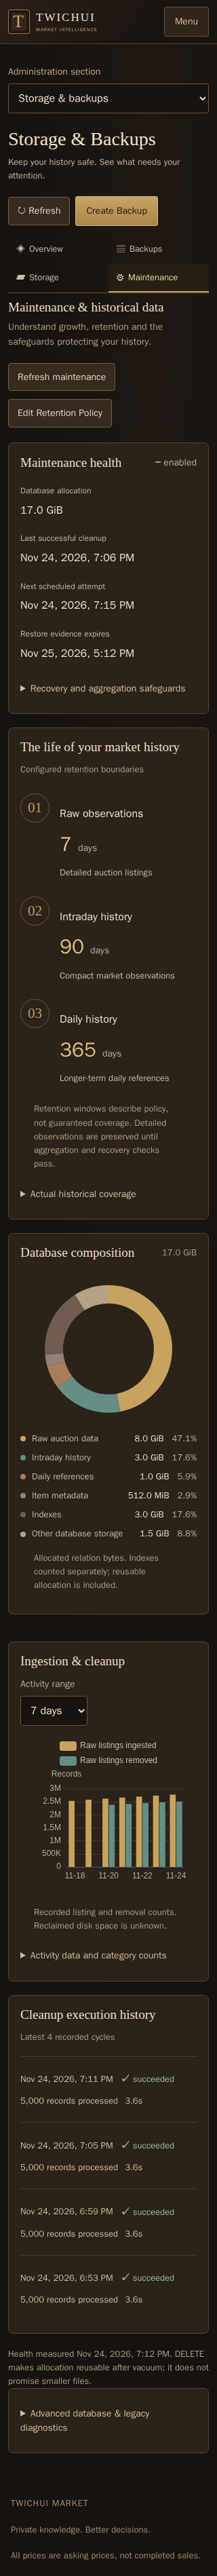 T
TWICHUI
MARKET INTELLIGENCE
Menu
Administration section
Storage & backups
Storage & Backups
Keep your history safe. See what needs your
attention.
Refresh
Create Backup
Overview
Backups
Storage
Maintenance
Maintenance & historical data
Understand growth, retention and the
safeguards protecting your history.
Refresh maintenance
Edit Retention Policy
Maintenance health
— enabled
Database allocation
17.0 GiB
Last successful cleanup
Nov 24, 2026, 7:06 PM
Next scheduled attempt
Nov 24, 2026, 7:15 PM
Restore evidence expires
Nov 25, 2026, 5:12 PM
▶ Recovery and aggregation safeguards
The life of your market history
Configured retention boundaries
01
Raw observations
7 days
Detailed auction listings
02
Intraday history
90 days
Compact market observations
03
Daily history
365 days
Longer-term daily references
Retention windows describe policy,
not guaranteed coverage. Detailed
observations are preserved until
aggregation and recovery checks
pass.
▶ Actual historical coverage
Database composition
17.0 GiB
Raw auction data 8.0 GiB 47.1%
Intraday history 3.0 GiB 17.6%
Daily references 1.0 GiB 5.9%
Item metadata 512.0 MiB 2.9%
Indexes 3.0 GiB 17.6%
Other database storage 1.5 GiB 8.8%
Allocated relation bytes. Indexes
counted separately; reusable
allocation is included.
Ingestion & cleanup
Activity range
7 days
Raw listings ingested
Raw listings removed
Records
3M
2.5M
2M
1.5M
1M
500K
0
11-18 11-20 11-22 11-24
Recorded listing and removal counts.
Reclaimed disk space is unknown.
▶ Activity data and category counts
Cleanup execution history
Latest 4 recorded cycles
Nov 24, 2026, 7:11 PM ✓ succeeded
5,000 records processed 3.6s
Nov 24, 2026, 7:05 PM ✓ succeeded
5,000 records processed 3.6s
Nov 24, 2026, 6:59 PM ✓ succeeded
5,000 records processed 3.6s
Nov 24, 2026, 6:53 PM ✓ succeeded
5,000 records processed 3.6s
Health measured Nov 24, 2026, 7:12 PM. DELETE
makes allocation reusable after vacuum; it does not
promise smaller files.
▶ Advanced database & legacy
diagnostics
TWICHUI MARKET
Private knowledge. Better decisions.
All prices are asking prices, not completed sales.